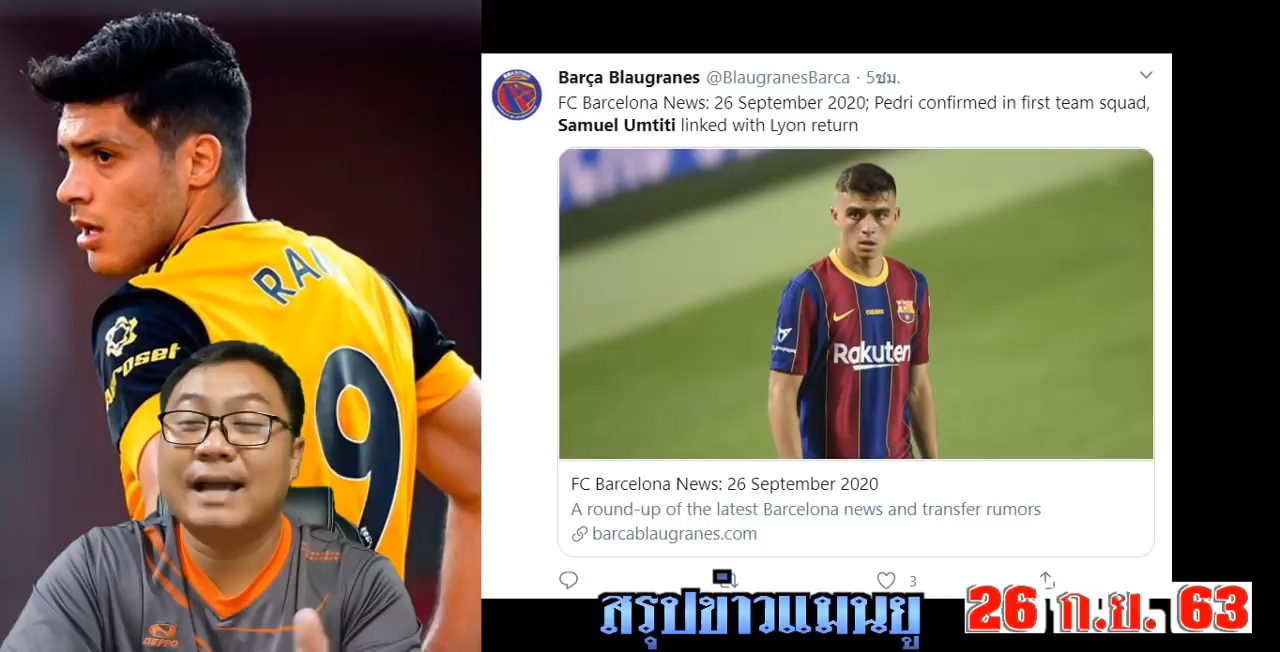 Barça Blaugranes @BlaugranesBarca · 5ชม.
FC Barcelona News: 26 September 2020; Pedri confirmed in first team squad,
Samuel Umtiti linked with Lyon return
RA
9
Rakuten
FC Barcelona News: 26 September 2020
A round-up of the latest Barcelona news and transfer rumors
barcablaugranes.com
3
สรุปข่าวแมนยู
26 ก.ย. 63